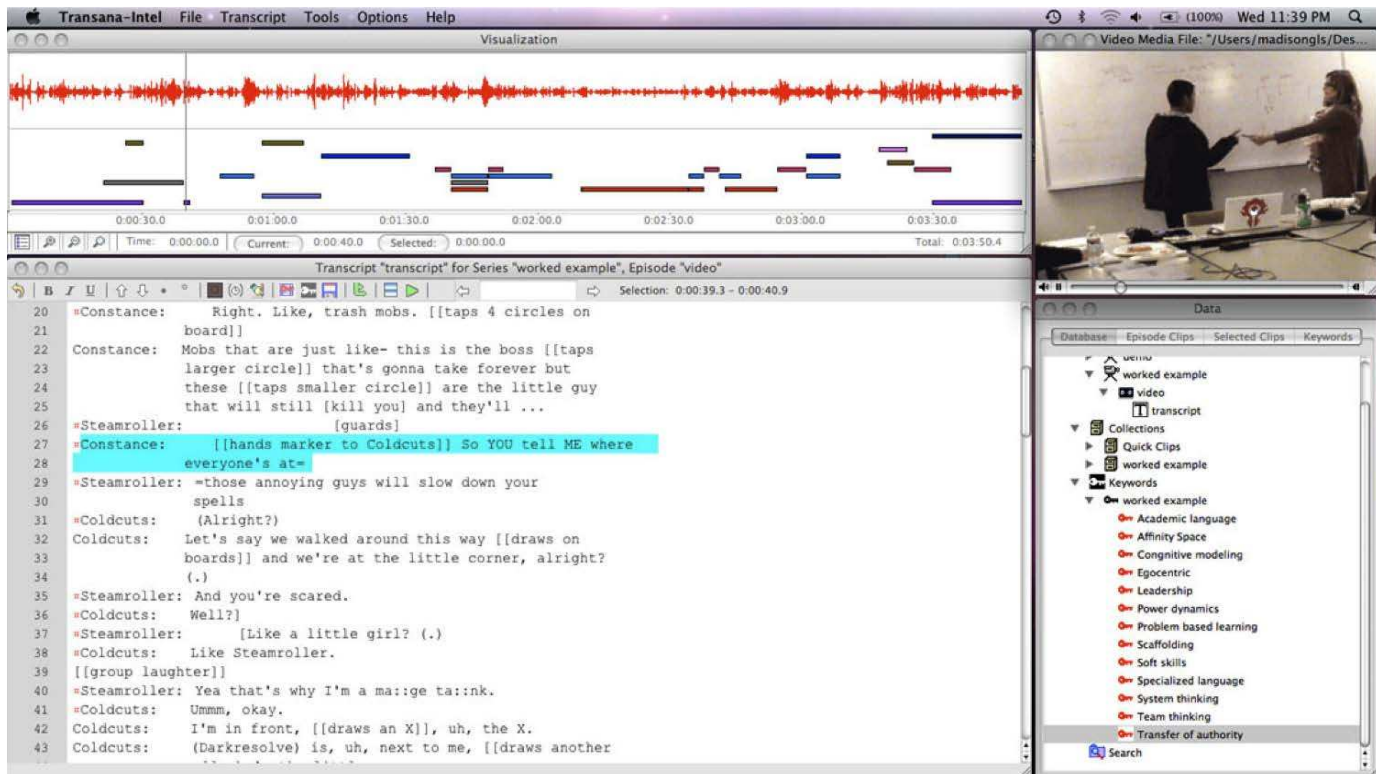 Transana-Intel File Transcript Tools Options Help (100%) Wed 11:39 PM
Visualization
0:00:30.0 0:01:00.0 0:01:30.0 0:02:00.0 0:02:30.0 0:03:00.0 0:03:30.0
Time: 0:00:00.0 Current: 0:00:40.0 Selected: 0:00:00.0 Total: 0:03:50.4
Video Media File: "/Users/madisongls/Des...
Transcript "transcript" for Series "worked example", Episode "video"
B I U Selection: 0:00:39.3 - 0:00:40.9
20 ¤Constance: Right. Like, trash mobs. [[taps 4 circles on
21 board]]
22 Constance: Mobs that are just like- this is the boss [[taps
23 larger circle]] that's gonna take forever but
24 these [[taps smaller circle]] are the little guy
25 that will still [kill you] and they'll ...
26 ¤Steamroller: [guards]
27 ¤Constance: [[hands marker to Coldcuts]] So YOU tell ME where
28 everyone's at=
29 ¤Steamroller: =those annoying guys will slow down your
30 spells
31 ¤Coldcuts: (Alright?)
32 Coldcuts: Let's say we walked around this way [[draws on
33 boards]] and we're at the little corner, alright?
34 (.)
35 ¤Steamroller: And you're scared.
36 ¤Coldcuts: Well?]
37 ¤Steamroller: [Like a little girl? (.)
38 ¤Coldcuts: Like Steamroller.
39 [[group laughter]]
40 ¤Steamroller: Yea that's why I'm a ma::ge ta::nk.
41 ¤Coldcuts: Ummm, okay.
42 Coldcuts: I'm in front, [[draws an X]], uh, the X.
43 Coldcuts: (Darkresolve) is, uh, next to me, [[draws another
Data
Database Episode Clips Selected Clips Keywords
demo
worked example
video
transcript
Collections
Quick Clips
worked example
Keywords
worked example
Academic language
Affinity Space
Congnitive modeling
Egocentric
Leadership
Power dynamics
Problem based learning
Scaffolding
Soft skills
Specialized language
System thinking
Team thinking
Transfer of authority
Search